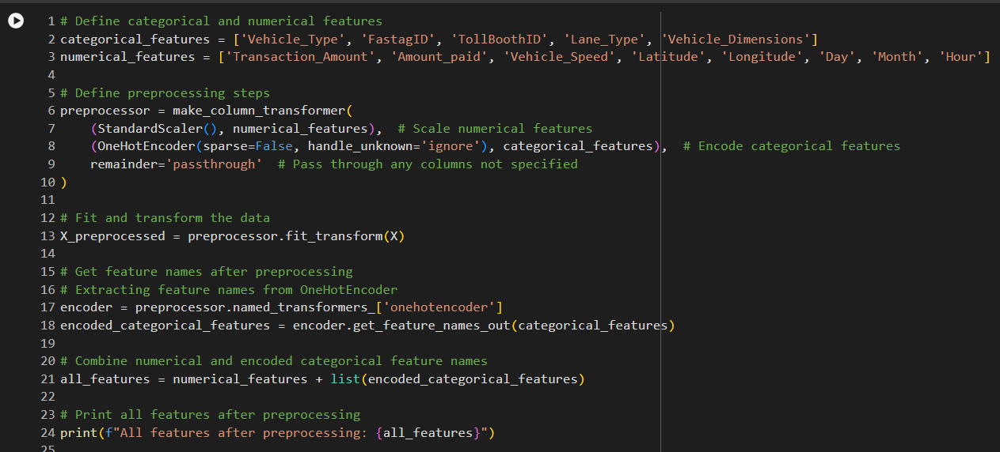 1 # Define categorical and numerical features
2 categorical_features = ['Vehicle_Type', 'FastagID', 'TollBoothID', 'Lane_Type', 'Vehicle_Dimensions']
3 numerical_features = ['Transaction_Amount', 'Amount_paid', 'Vehicle_Speed', 'Latitude', 'Longitude', 'Day', 'Month', 'Hour']
4
5 # Define preprocessing steps
6 preprocessor = make_column_transformer(
7     (StandardScaler(), numerical_features),  # Scale numerical features
8     (OneHotEncoder(sparse=False, handle_unknown='ignore'), categorical_features),  # Encode categorical features
9     remainder='passthrough'  # Pass through any columns not specified
10 )
11
12 # Fit and transform the data
13 X_preprocessed = preprocessor.fit_transform(X)
14
15 # Get feature names after preprocessing
16 # Extracting feature names from OneHotEncoder
17 encoder = preprocessor.named_transformers_['onehotencoder']
18 encoded_categorical_features = encoder.get_feature_names_out(categorical_features)
19
20 # Combine numerical and encoded categorical feature names
21 all_features = numerical_features + list(encoded_categorical_features)
22
23 # Print all features after preprocessing
24 print(f"All features after preprocessing: {all_features}")
25